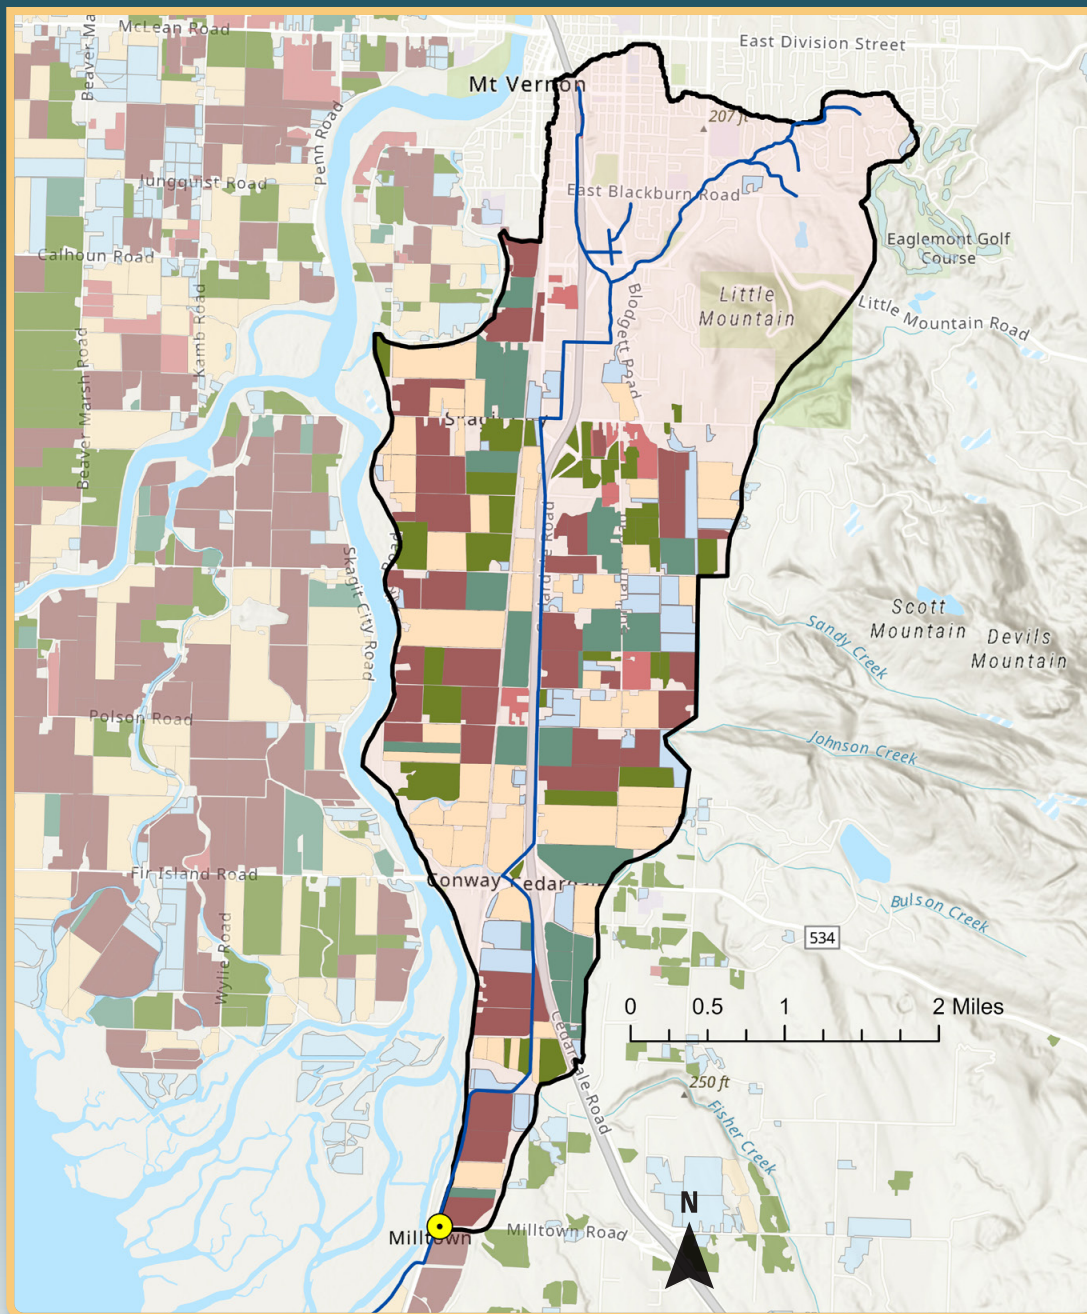 McLean Road
Beaver Ma
East Division Street
Mt Vernon
207 ft
Penn Road
Jungquist Road
East Blackburn Road
Eaglemont Golf
Course
Calhoun Road
Kamb Road
Little
Mountain
Blodgett Road
Little Mountain Road
Beaver Marsh Road
Skagit City Road
Scott
Mountain
Devils
Mountain
Sandy Creek
Polson Road
Johnson Creek
Fir Island Road
Conway
Bulson Creek
534
Wylie Road
0 0.5 1 2 Miles
Cedardale Road
250 ft
Fisher Creek
N
Milltown
Milltown Road